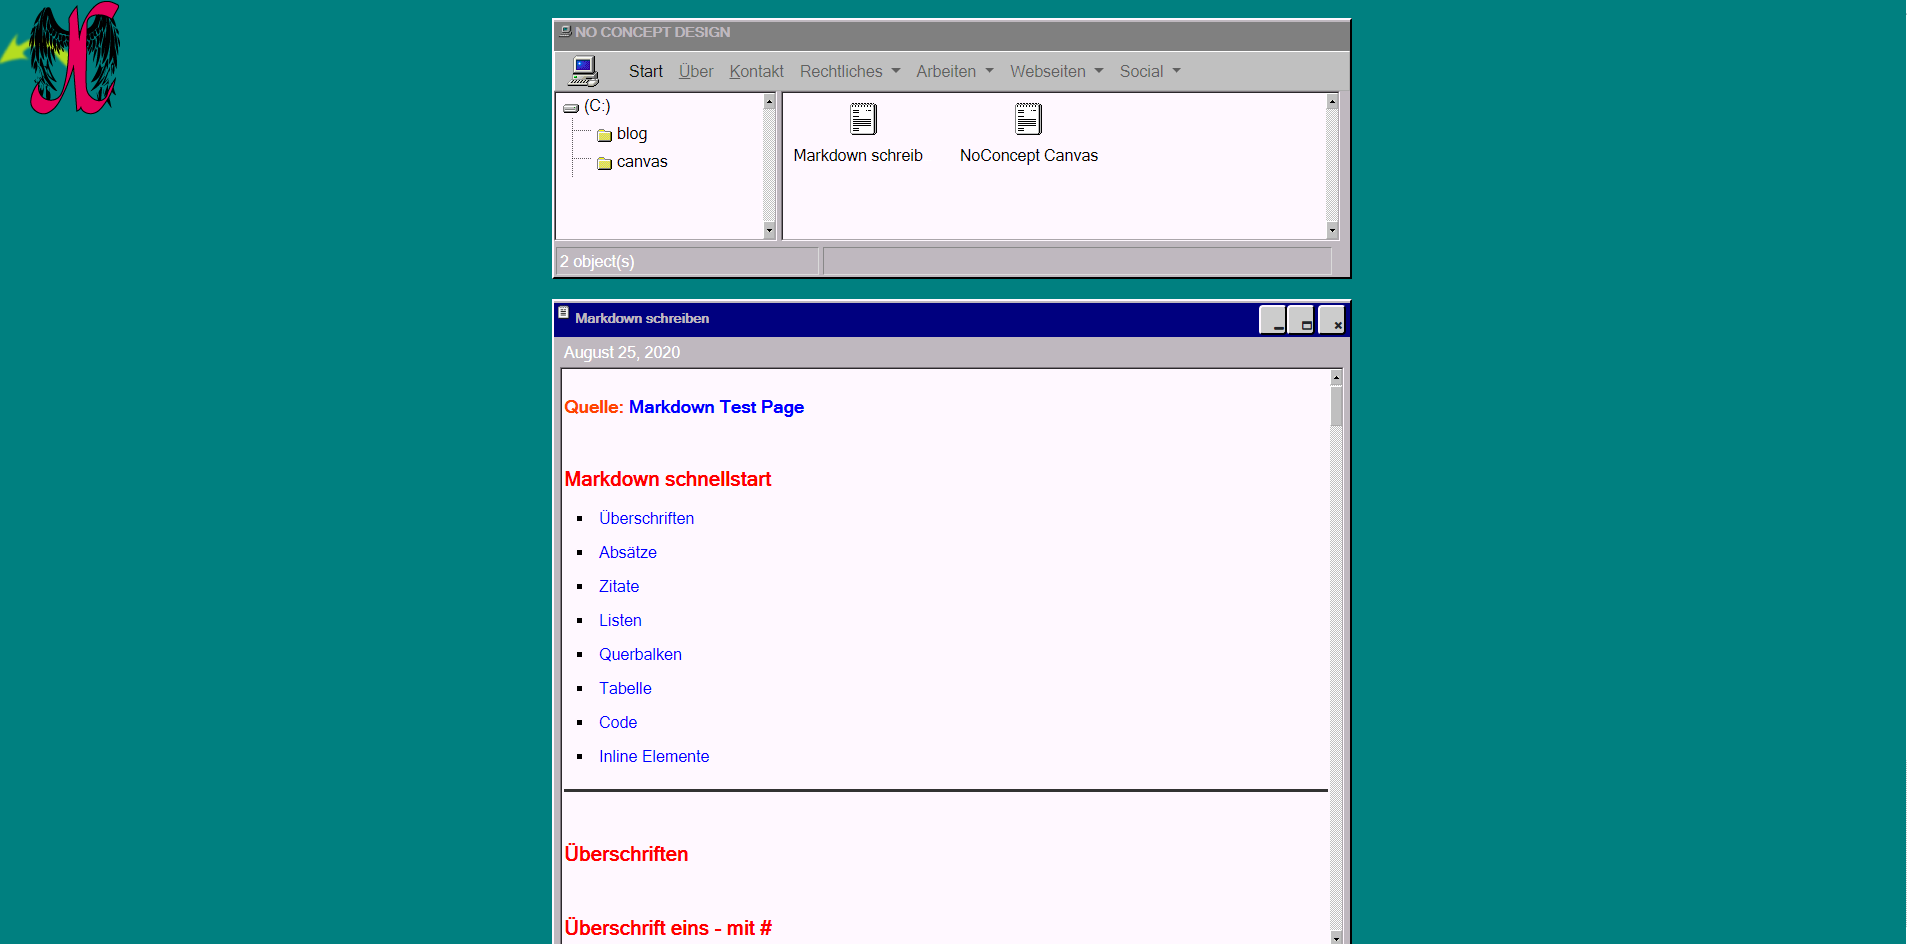 NO CONCEPT DESIGN
Start Über Kontakt Rechtliches Arbeiten Webseiten Social
(C:)
blog
canvas
Markdown schreib NoConcept Canvas
2 object(s)
Markdown schreiben
August 25, 2020
Quelle: Markdown Test Page
Markdown schnellstart
Überschriften
Absätze
Zitate
Listen
Querbalken
Tabelle
Code
Inline Elemente
Überschriften
Überschrift eins - mit #